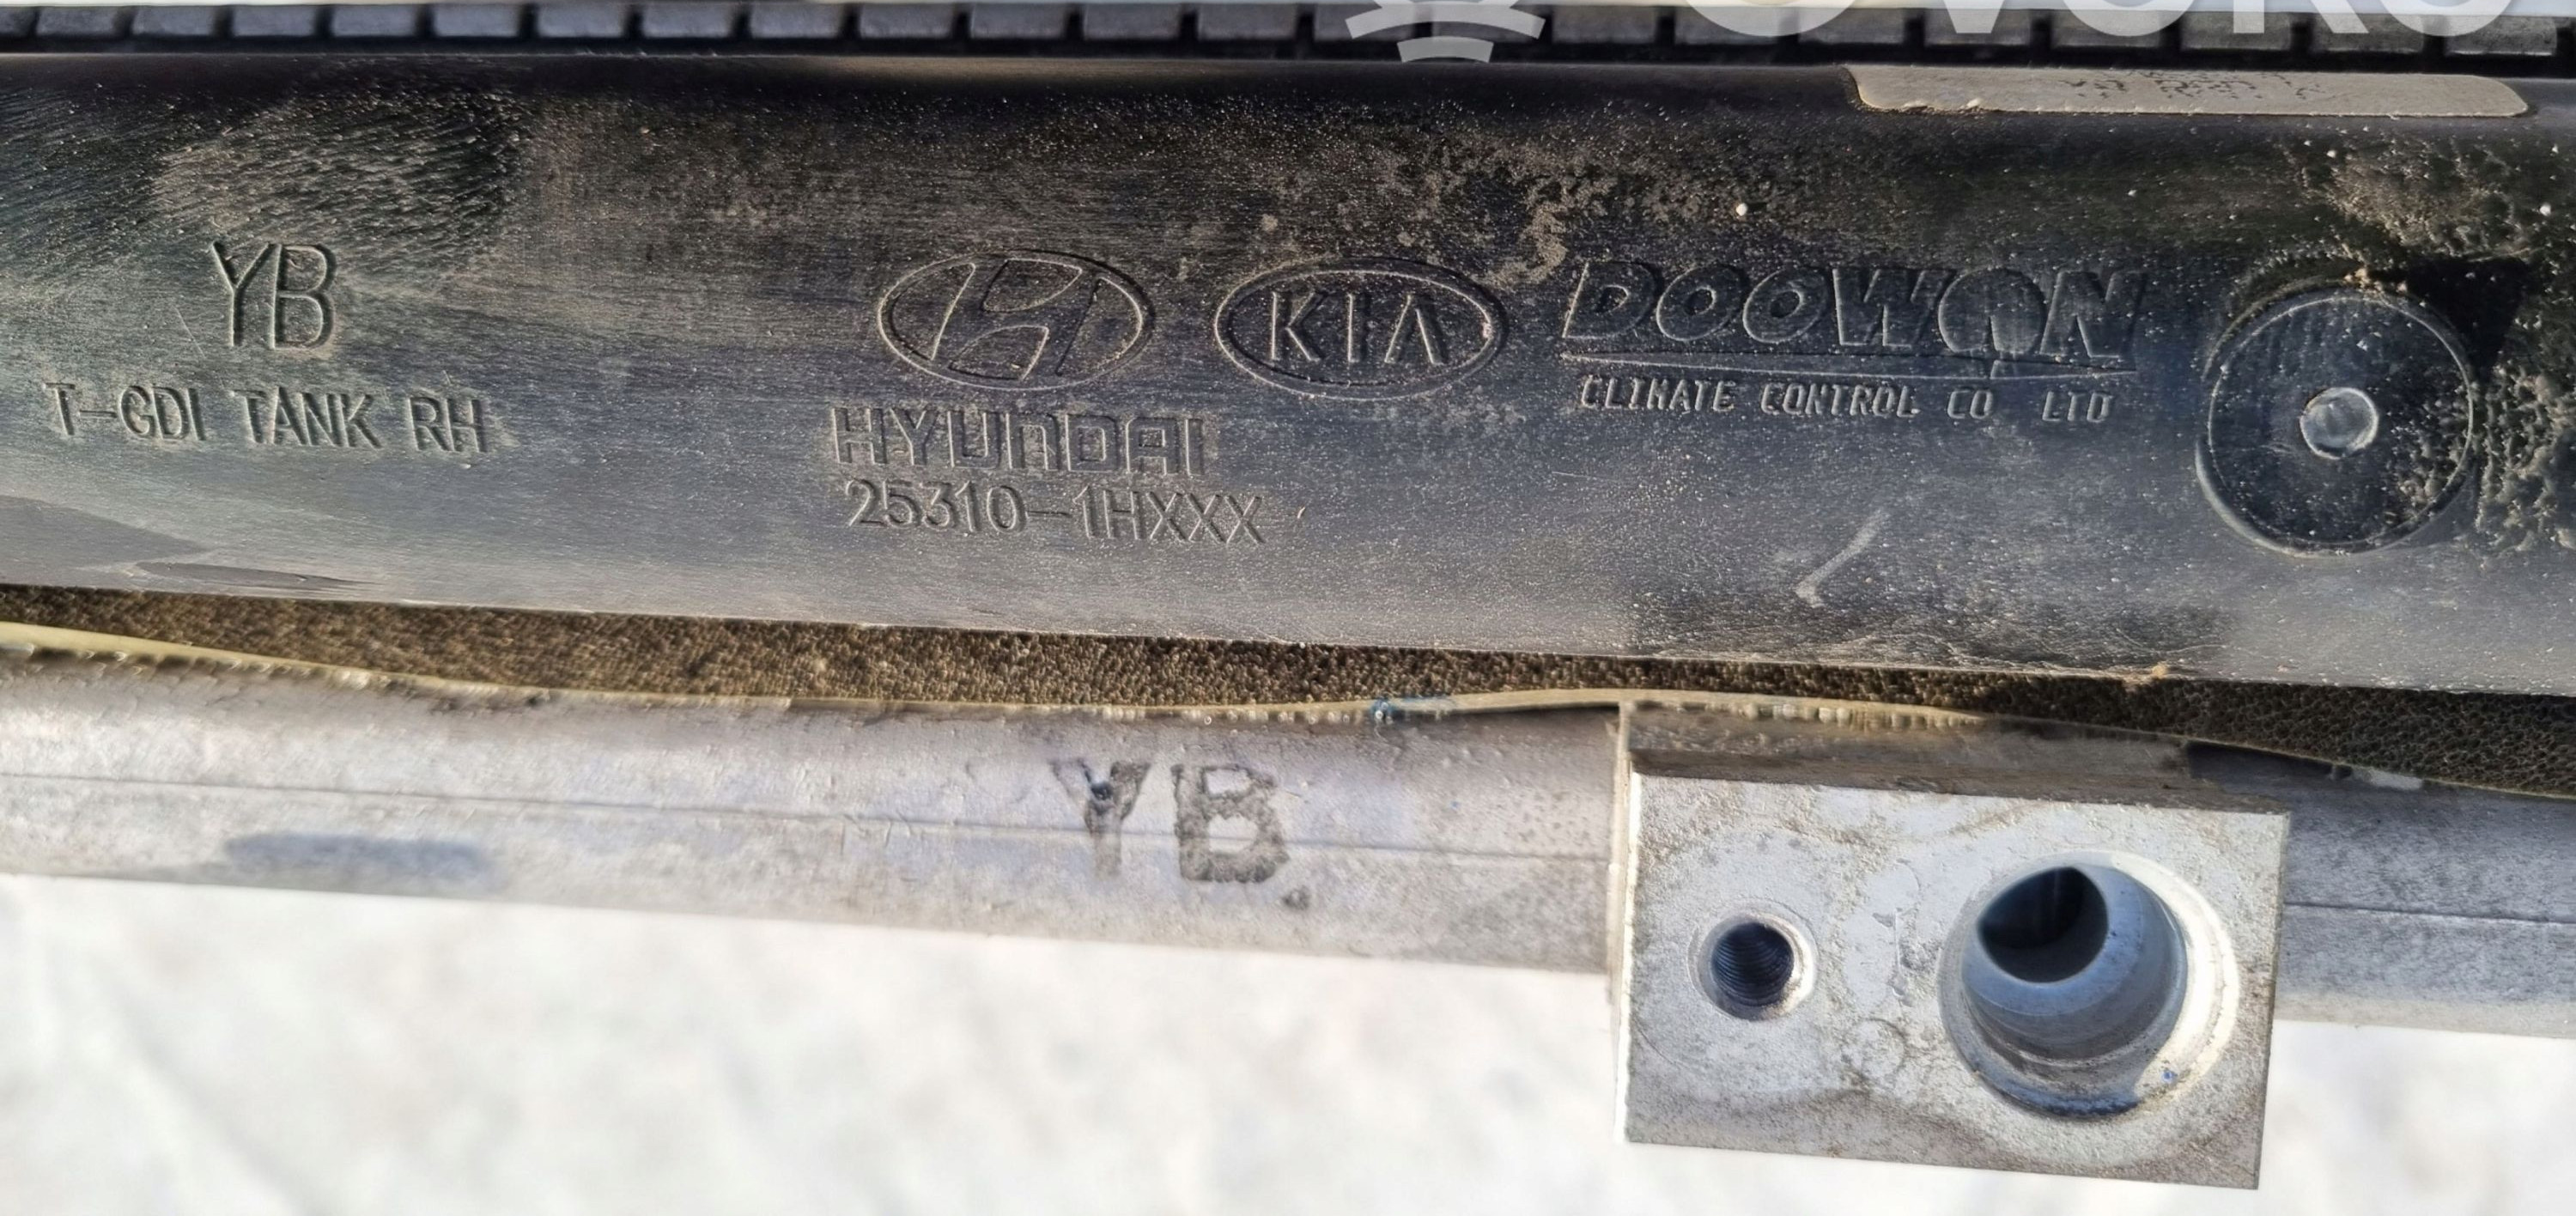 YB
T-GDI TANK RH
KIA
DOOWON
CLIMATE CONTROL CO LTD
HYUNDAI
25310-1HXXX
YB